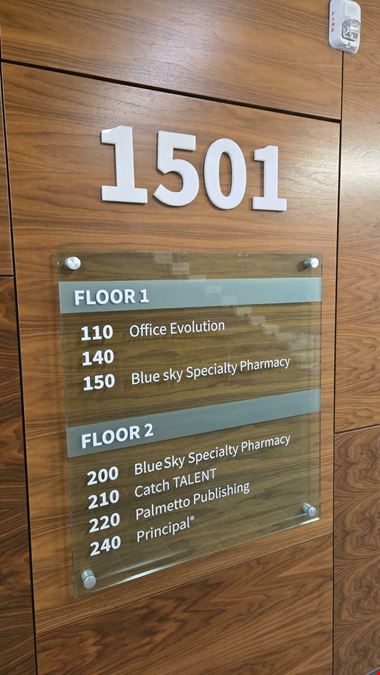 FIRE
1501
FLOOR 1
110 Office Evolution
140
150 Blue sky Specialty Pharmacy
FLOOR 2
200 Blue Sky Specialty Pharmacy
210 Catch TALENT
220 Palmetto Publishing
240 Principal®